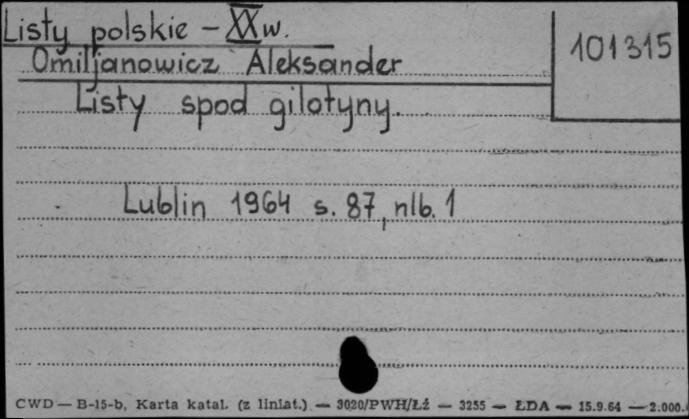 Listy polskie - XX w.
101315
Omiljanowicz Aleksander
Listy spod gilotyny.
Lublin 1964 s. 87, nlb. 1
CWD — B-15-b, Karta katal. (z liniat.) — 3020/PWH/Łź — 3255 — ŁDA — 15.9.64 — 2.000.